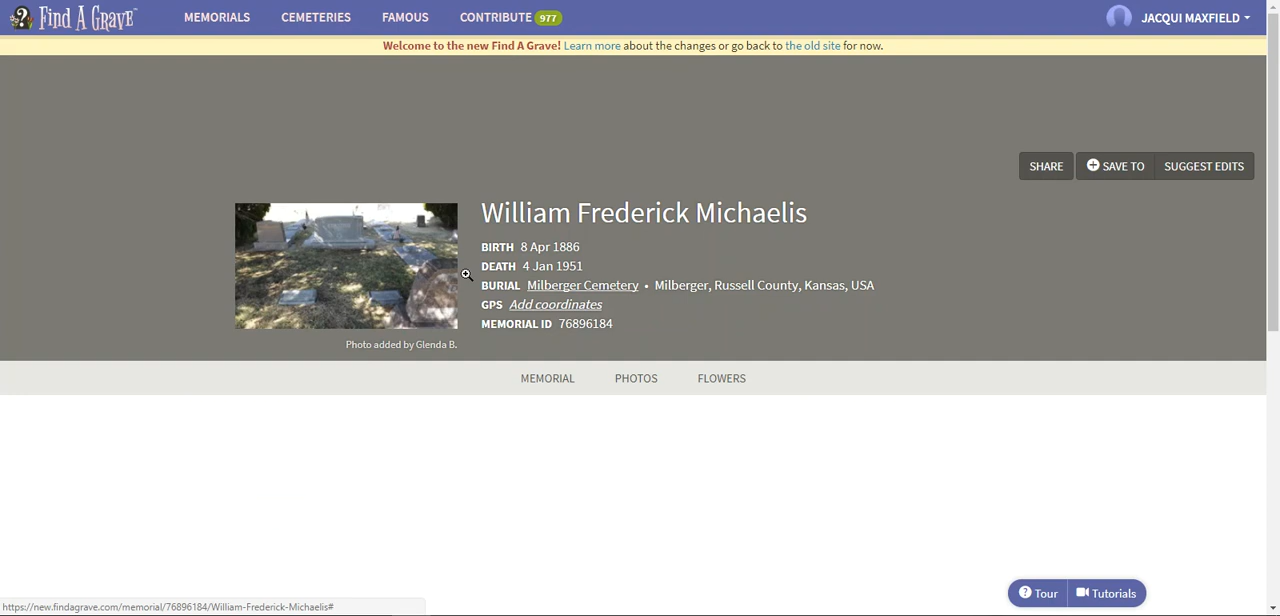 Find A Grave™ MEMORIALS CEMETERIES FAMOUS CONTRIBUTE 977 JACQUI MAXFIELD
Welcome to the new Find A Grave! Learn more about the changes or go back to the old site for now.
SHARE SAVE TO SUGGEST EDITS
William Frederick Michaelis
BIRTH 8 Apr 1886
DEATH 4 Jan 1951
BURIAL Milberger Cemetery • Milberger, Russell County, Kansas, USA
GPS Add coordinates
MEMORIAL ID 76896184
Photo added by Glenda B.
MEMORIAL PHOTOS FLOWERS
Tour Tutorials
https://new.findagrave.com/memorial/76896184/William-Frederick-Michaelis#